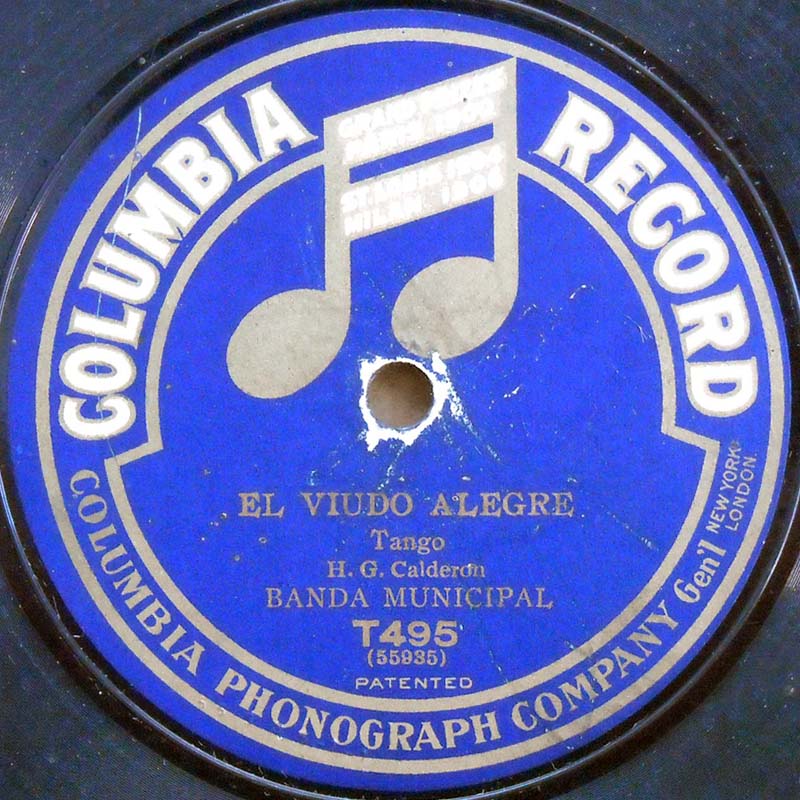 COLUMBIA RECORD
GRAND PRIZE
PARIS 1900
ST. LOUIS 1904
MILAN 1906
EL VIUDO ALEGRE
Tango
H. G. Calderon
BANDA MUNICIPAL
T495
(55935)
PATENTED
COLUMBIA PHONOGRAPH COMPANY Gen'l NEW YORK
LONDON.